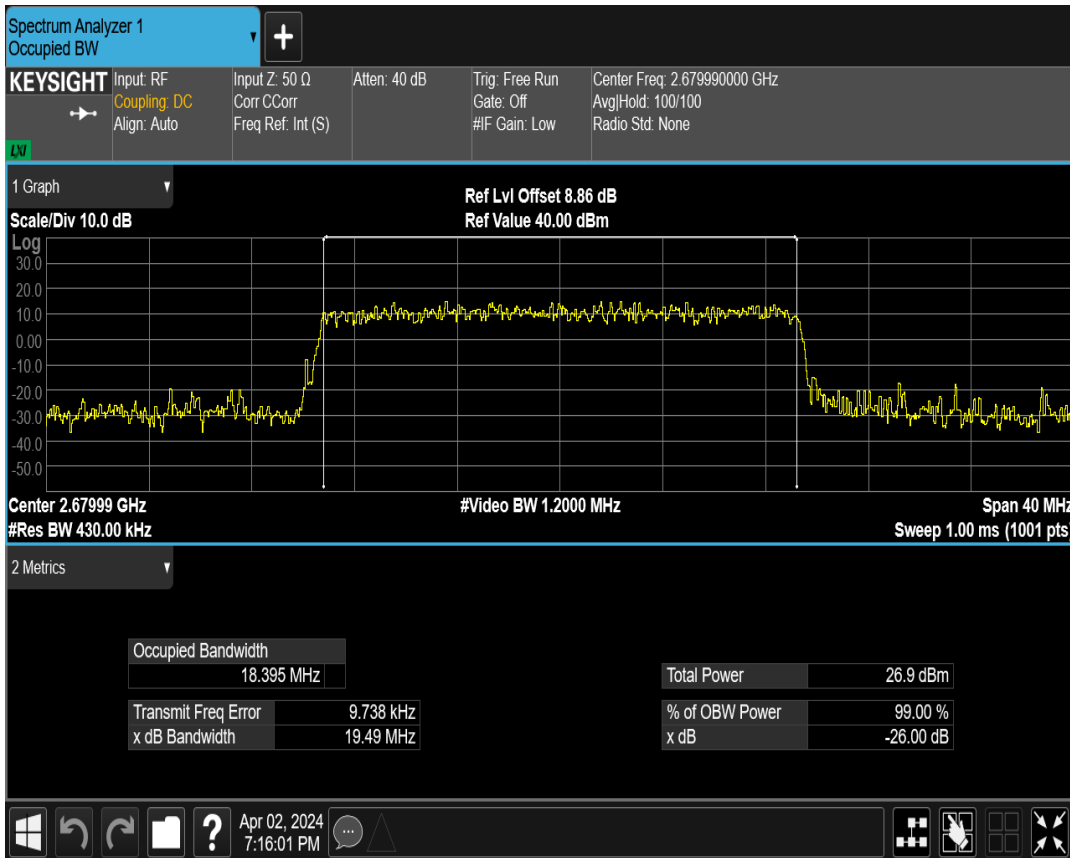 Spectrum Analyzer 1
Occupied BW
KEYSIGHT
LXI
Input: RF
Coupling: DC
Align: Auto
Input Z: 50 Ω
Corr CCorr
Freq Ref: Int (S)
Atten: 40 dB
Trig: Free Run
Gate: Off
#IF Gain: Low
Center Freq: 2.679990000 GHz
Avg|Hold: 100/100
Radio Std: None
1 Graph
Scale/Div 10.0 dB
Ref Lvl Offset 8.86 dB
Ref Value 40.00 dBm
Log
30.0
20.0
10.0
0.00
-10.0
-20.0
-30.0
-40.0
-50.0
Center 2.67999 GHz
#Video BW 1.2000 MHz
Span 40 MHz
#Res BW 430.00 kHz
Sweep 1.00 ms (1001 pts)
2 Metrics
Occupied Bandwidth
18.395 MHz
Transmit Freq Error 9.738 kHz
x dB Bandwidth 19.49 MHz
Total Power 26.9 dBm
% of OBW Power 99.00 %
x dB -26.00 dB
Apr 02, 2024
7:16:01 PM